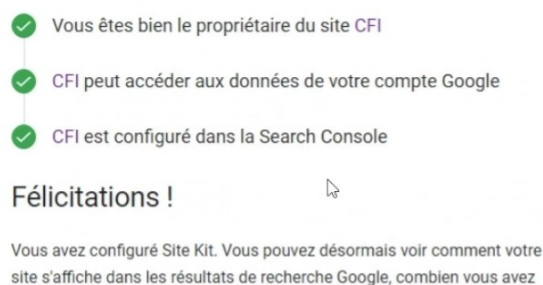 Vous êtes bien le propriétaire du site CFI
CFI peut accéder aux données de votre compte Google
CFI est configuré dans la Search Console
Félicitations !
Vous avez configuré Site Kit. Vous pouvez désormais voir comment votre
site s'affiche dans les résultats de recherche Google, combien vous avez